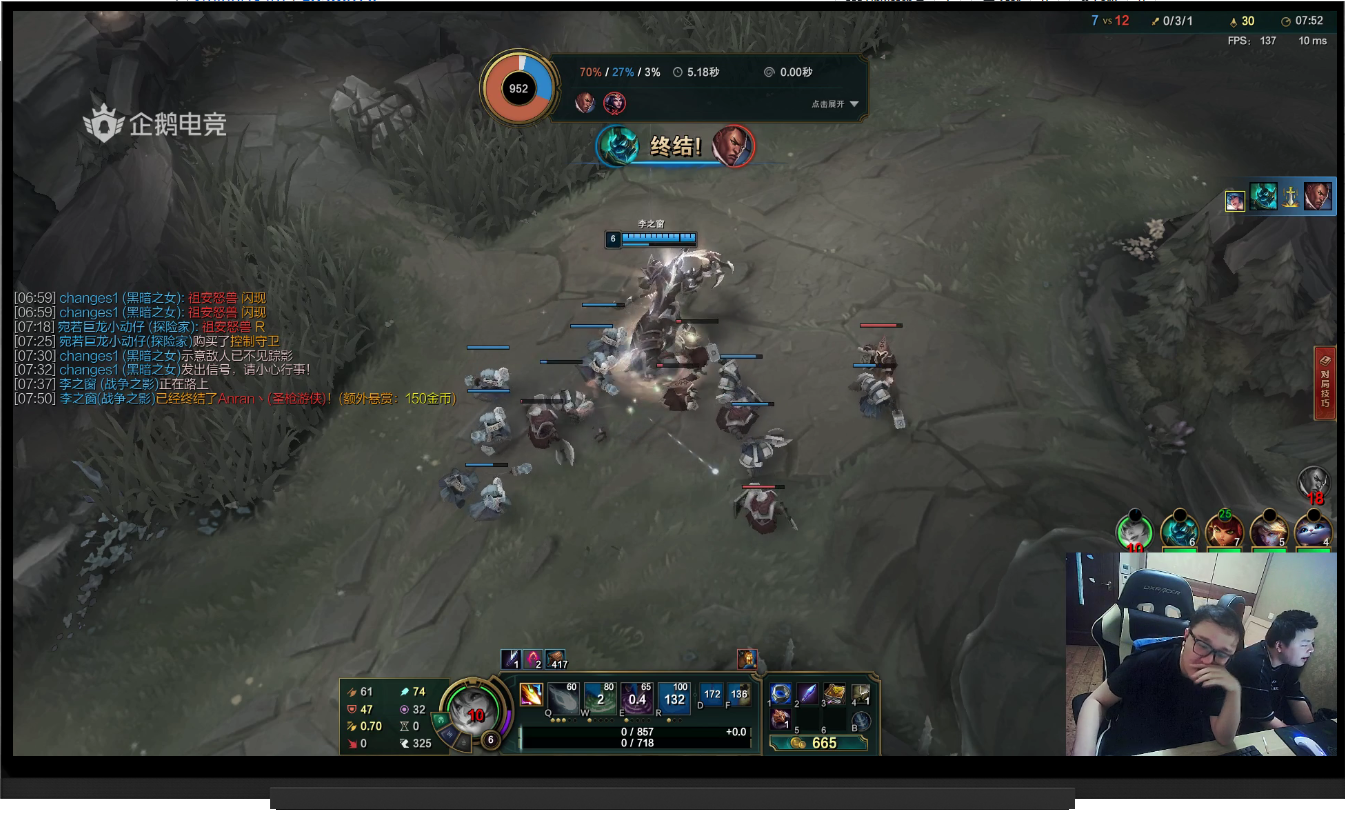 7 vs 12
0/3/1
30
07:52
FPS: 137
10 ms
企鹅电竞
952
70% / 27% / 3%
5.18秒
0.00秒
点击展开
终结!
李之窗
6
[06:59] changes1 (黑暗之女): 祖安怒兽 闪现
[06:59] changes1 (黑暗之女): 祖安怒兽 闪现
[07:18] 宛若巨龙小动仔 (探险家): 祖安怒兽 R
[07:25] 宛若巨龙小动仔(探险家)购买了控制守卫
[07:30] changes1 (黑暗之女)示意敌人已不见踪影
[07:32] changes1 (黑暗之女)发出信号, 请小心行事!
[07:37] 李之窗 (战争之影)正在路上
[07:50] 李之窗(战争之影)已经终结了Anran丶(圣枪游侠)! (额外悬赏: 150金币)
对局技巧
18
25
10
6
7
5
4
DXRACER
1
2
417
61
74
47
32
0.70
0
0
325
10
6
60
Q
80
2
W
65
0.4
E
100
132
R
172
D
136
F
0 / 857
+0.0
0 / 718
1
2
3
4
1
1
5
6
B
665